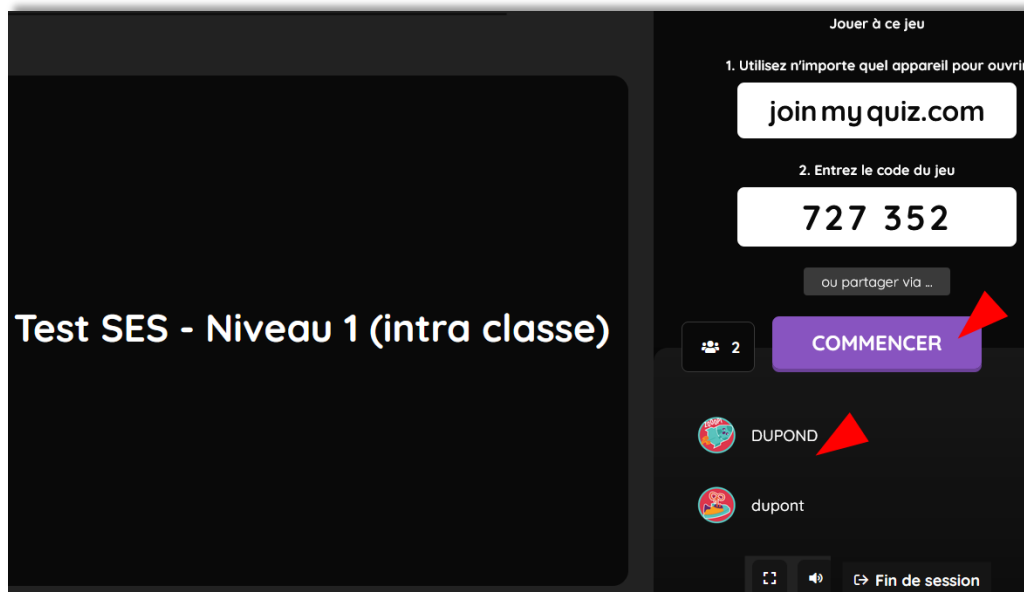 Test SES - Niveau 1 (intra classe)
Jouer à ce jeu
1. Utilisez n'importe quel appareil pour ouvrir
joinmyquiz.com
2. Entrez le code du jeu
727 352
ou partager via ...
2
COMMENCER
DUPOND
dupont
Fin de session